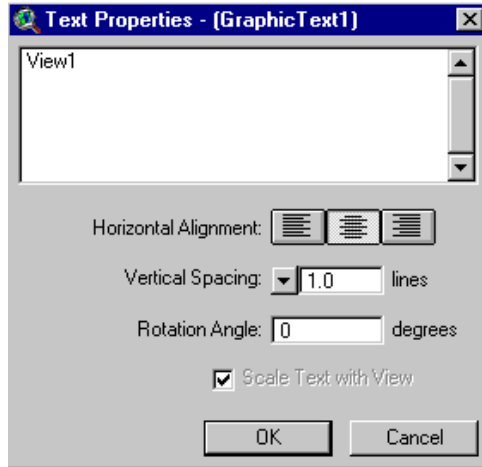 Text Properties - (GraphicText1)
View1
Horizontal Alignment:
Vertical Spacing: 1.0 lines
Rotation Angle: 0 degrees
Scale Text with View
OK Cancel